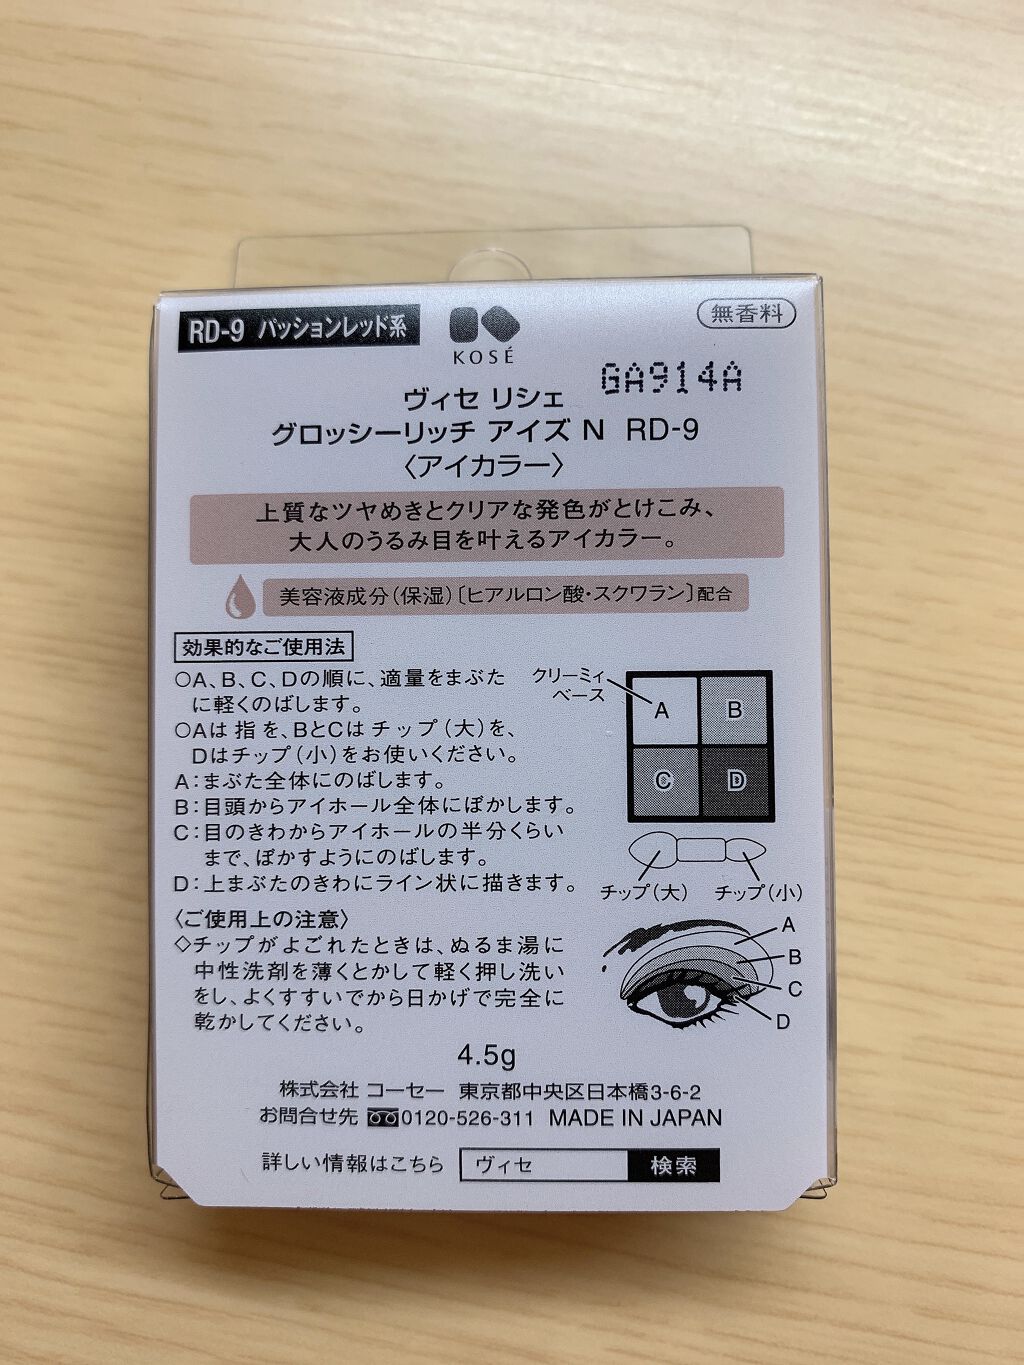 RD-9 パッションレッド系
KOSÉ
無香料
GA914A
ヴィセ リシェ
グロッシーリッチ アイズ N RD-9
〈アイカラー〉
上質なツヤめきとクリアな発色がとけこみ、
大人のうるみ目を叶えるアイカラー。
美容液成分(保湿)〔ヒアルロン酸・スクワラン〕配合
効果的なご使用法
○A、B、C、Dの順に、適量をまぶた
に軽くのばします。
○Aは指を、BとCはチップ(大)を、
Dはチップ(小)をお使いください。
A:まぶた全体にのばします。
B:目頭からアイホール全体にぼかします。
C:目のきわからアイホールの半分くらい
まで、ぼかすようにのばします。
D:上まぶたのきわにライン状に描きます。
クリーミィ
ベース
A
B
C
D
チップ(大) チップ(小)
A
B
C
D
〈ご使用上の注意〉
◇チップがよごれたときは、ぬるま湯に
中性洗剤を薄くとかして軽く押し洗い
をし、よくすすいでから日かげで完全に
乾かしてください。
4.5g
株式会社 コーセー 東京都中央区日本橋3-6-2
お問合せ先 0120-526-311 MADE IN JAPAN
詳しい情報はこちら ヴィセ 検索